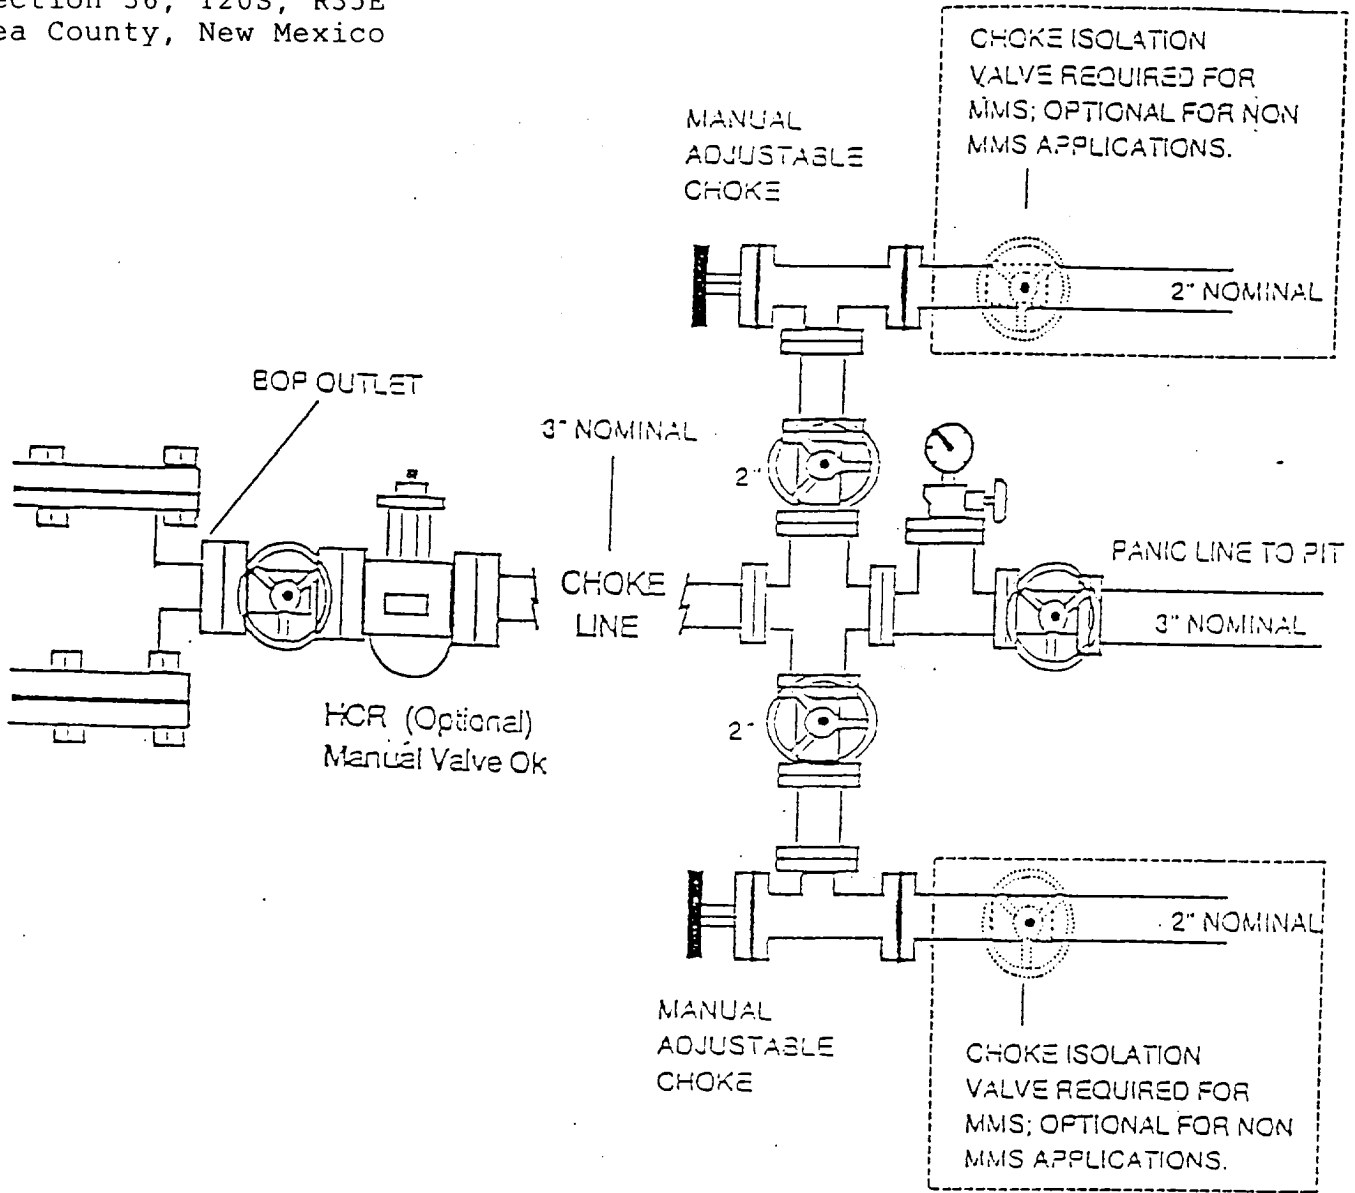 ection 36, T20S, R35E
ea County, New Mexico
CHOKE ISOLATION
VALVE REQUIRED FOR
MMS; OPTIONAL FOR NON
MMS APPLICATIONS.
MANUAL
ADJUSTABLE
CHOKE
2" NOMINAL
BOP OUTLET
3" NOMINAL
2"
PANIC LINE TO PIT
CHOKE
LINE
3" NOMINAL
HCR (Optional)
Manual Valve Ok
2"
2" NOMINAL
MANUAL
ADJUSTABLE
CHOKE
CHOKE ISOLATION
VALVE REQUIRED FOR
MMS; OPTIONAL FOR NON
MMS APPLICATIONS.